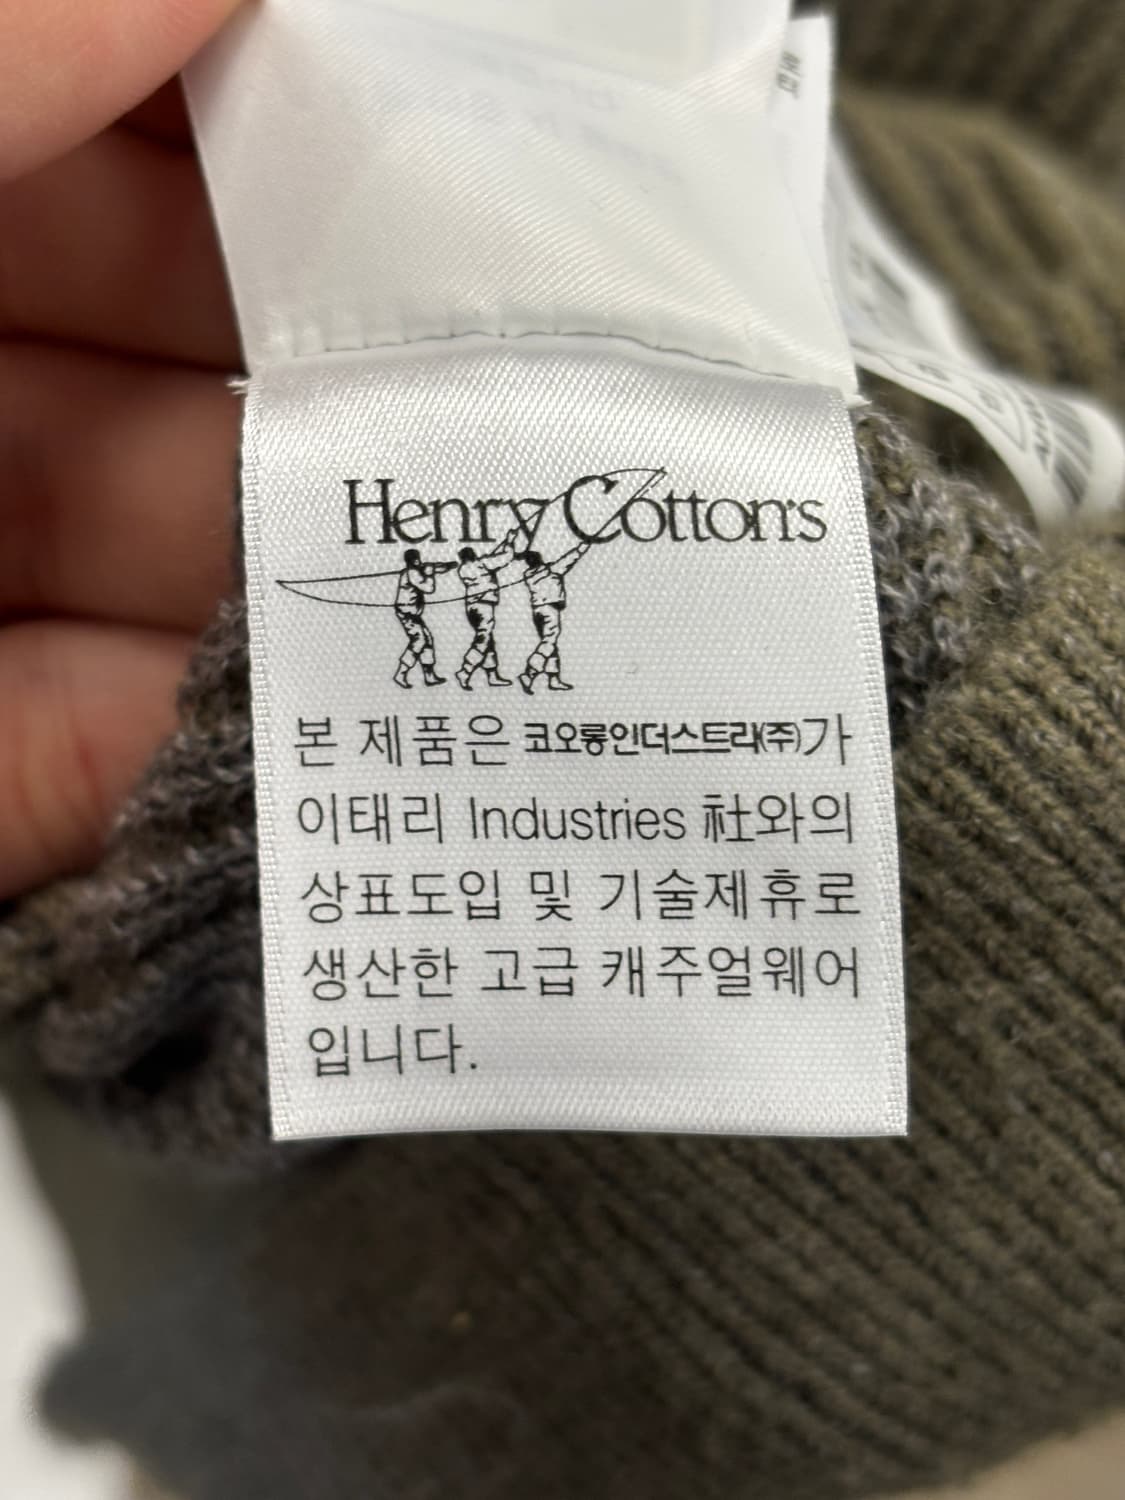 Henry Cotton's
본 제품은 코오롱인더스트리(주)가
이태리 Industries 社와의
상표도입 및 기술제휴로
생산한 고급 캐주얼웨어
입니다.